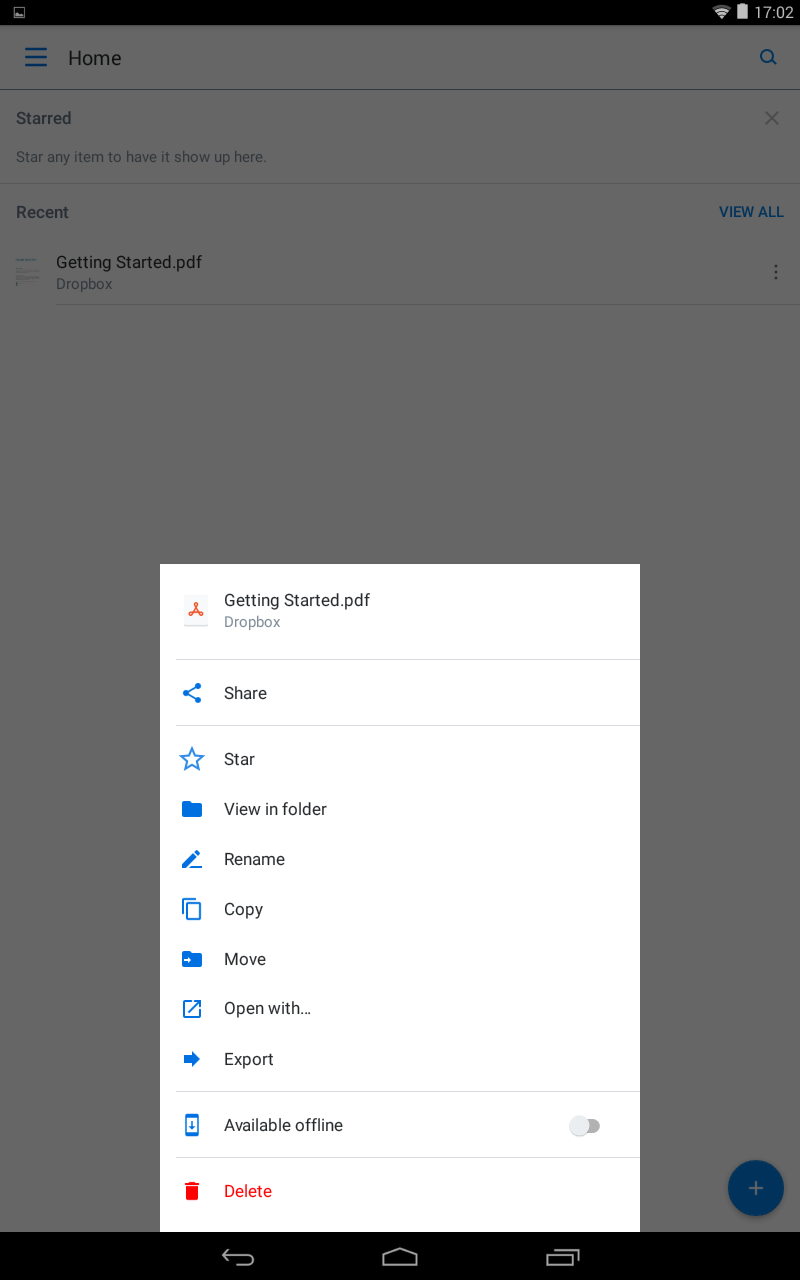 17:02
Home
Starred
Star any item to have it show up here.
Recent
VIEW ALL
Getting Started.pdf
Dropbox
Getting Started.pdf
Dropbox
Share
Star
View in folder
Rename
Copy
Move
Open with…
Export
Available offline
Delete